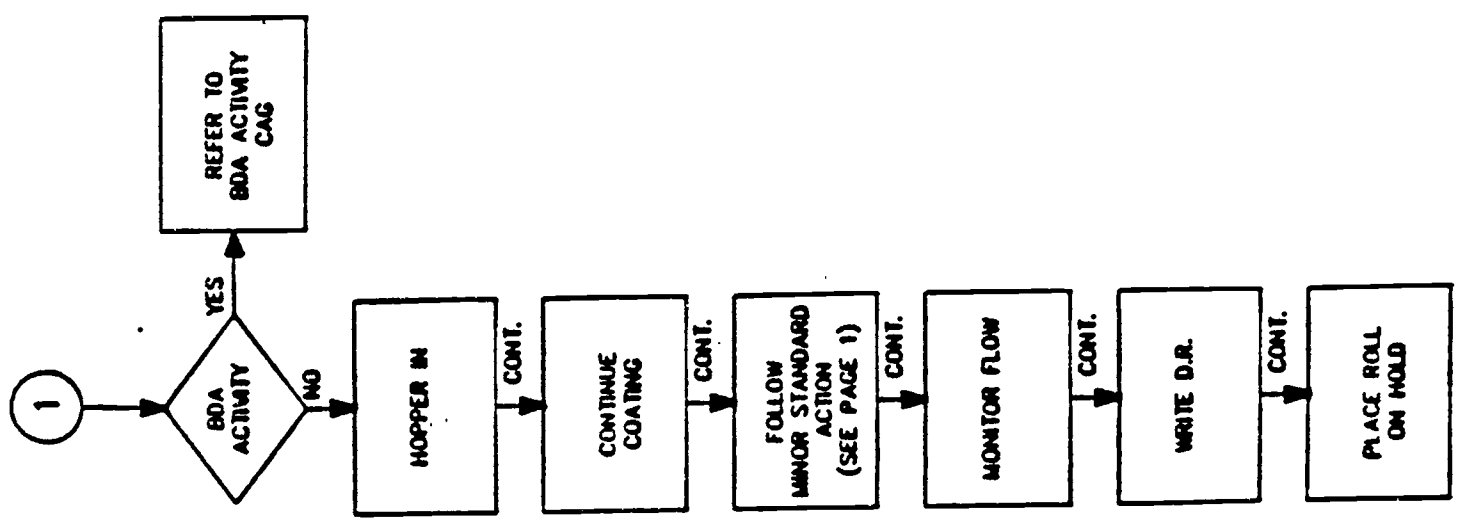 1
BDA
ACTIVITY
YES
REFER TO
BDA ACTIVITY
CAG
NO
HOPPER IN
CONT.
CONTINUE
COATING
CONT.
FOLLOW
MINOR STANDARD
ACTION
(SEE PAGE 1)
CONT.
MONITOR FLOW
CONT.
WRITE D.R.
CONT.
PLACE ROLL
ON HOLD